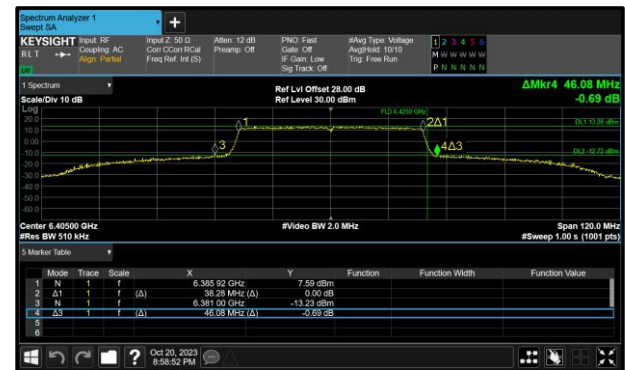 Spectrum Analyzer 1
Swept SA
+
KEYSIGHT Input: RF Input Z: 50 Ω Atten: 12 dB PNO: Fast #Avg Type: Voltage 1 2 3 4 5 6
RLT Coupling: AC Corr CCorr RCal Preamp: Off Gate: Off Avg|Hold: 10/10 M W W W W W
Align: Partial Freq Ref: Int (S) IF Gain: Low Trig: Free Run P N N N N N
Sig Track: Off
1 Spectrum Ref Lvl Offset 28.00 dB ΔMkr4 46.08 MHz
Scale/Div 10 dB Ref Level 30.00 dBm -0.69 dB
Log
20.0 FL3 6.4250 GHz
1 2Δ1 DL1 13.28 dBm
10.0
0.00
3 4Δ3 DL2 -12.72 dBm
-10.0
-20.0
-30.0
-40.0
-50.0
-60.0
Center 6.40500 GHz #Video BW 2.0 MHz Span 120.0 MHz
#Res BW 510 kHz #Sweep 1.00 s (1001 pts)
5 Marker Table
Mode Trace Scale X Y Function Function Width Function Value
1 N 1 f 6.385 92 GHz 7.59 dBm
2 Δ1 1 f (Δ) 38.28 MHz (Δ) 0.00 dB
3 N 1 f 6.381 00 GHz -13.23 dBm
4 Δ3 1 f (Δ) 46.08 MHz (Δ) -0.69 dB
5
6
? Oct 20, 2023
8:58:52 PM